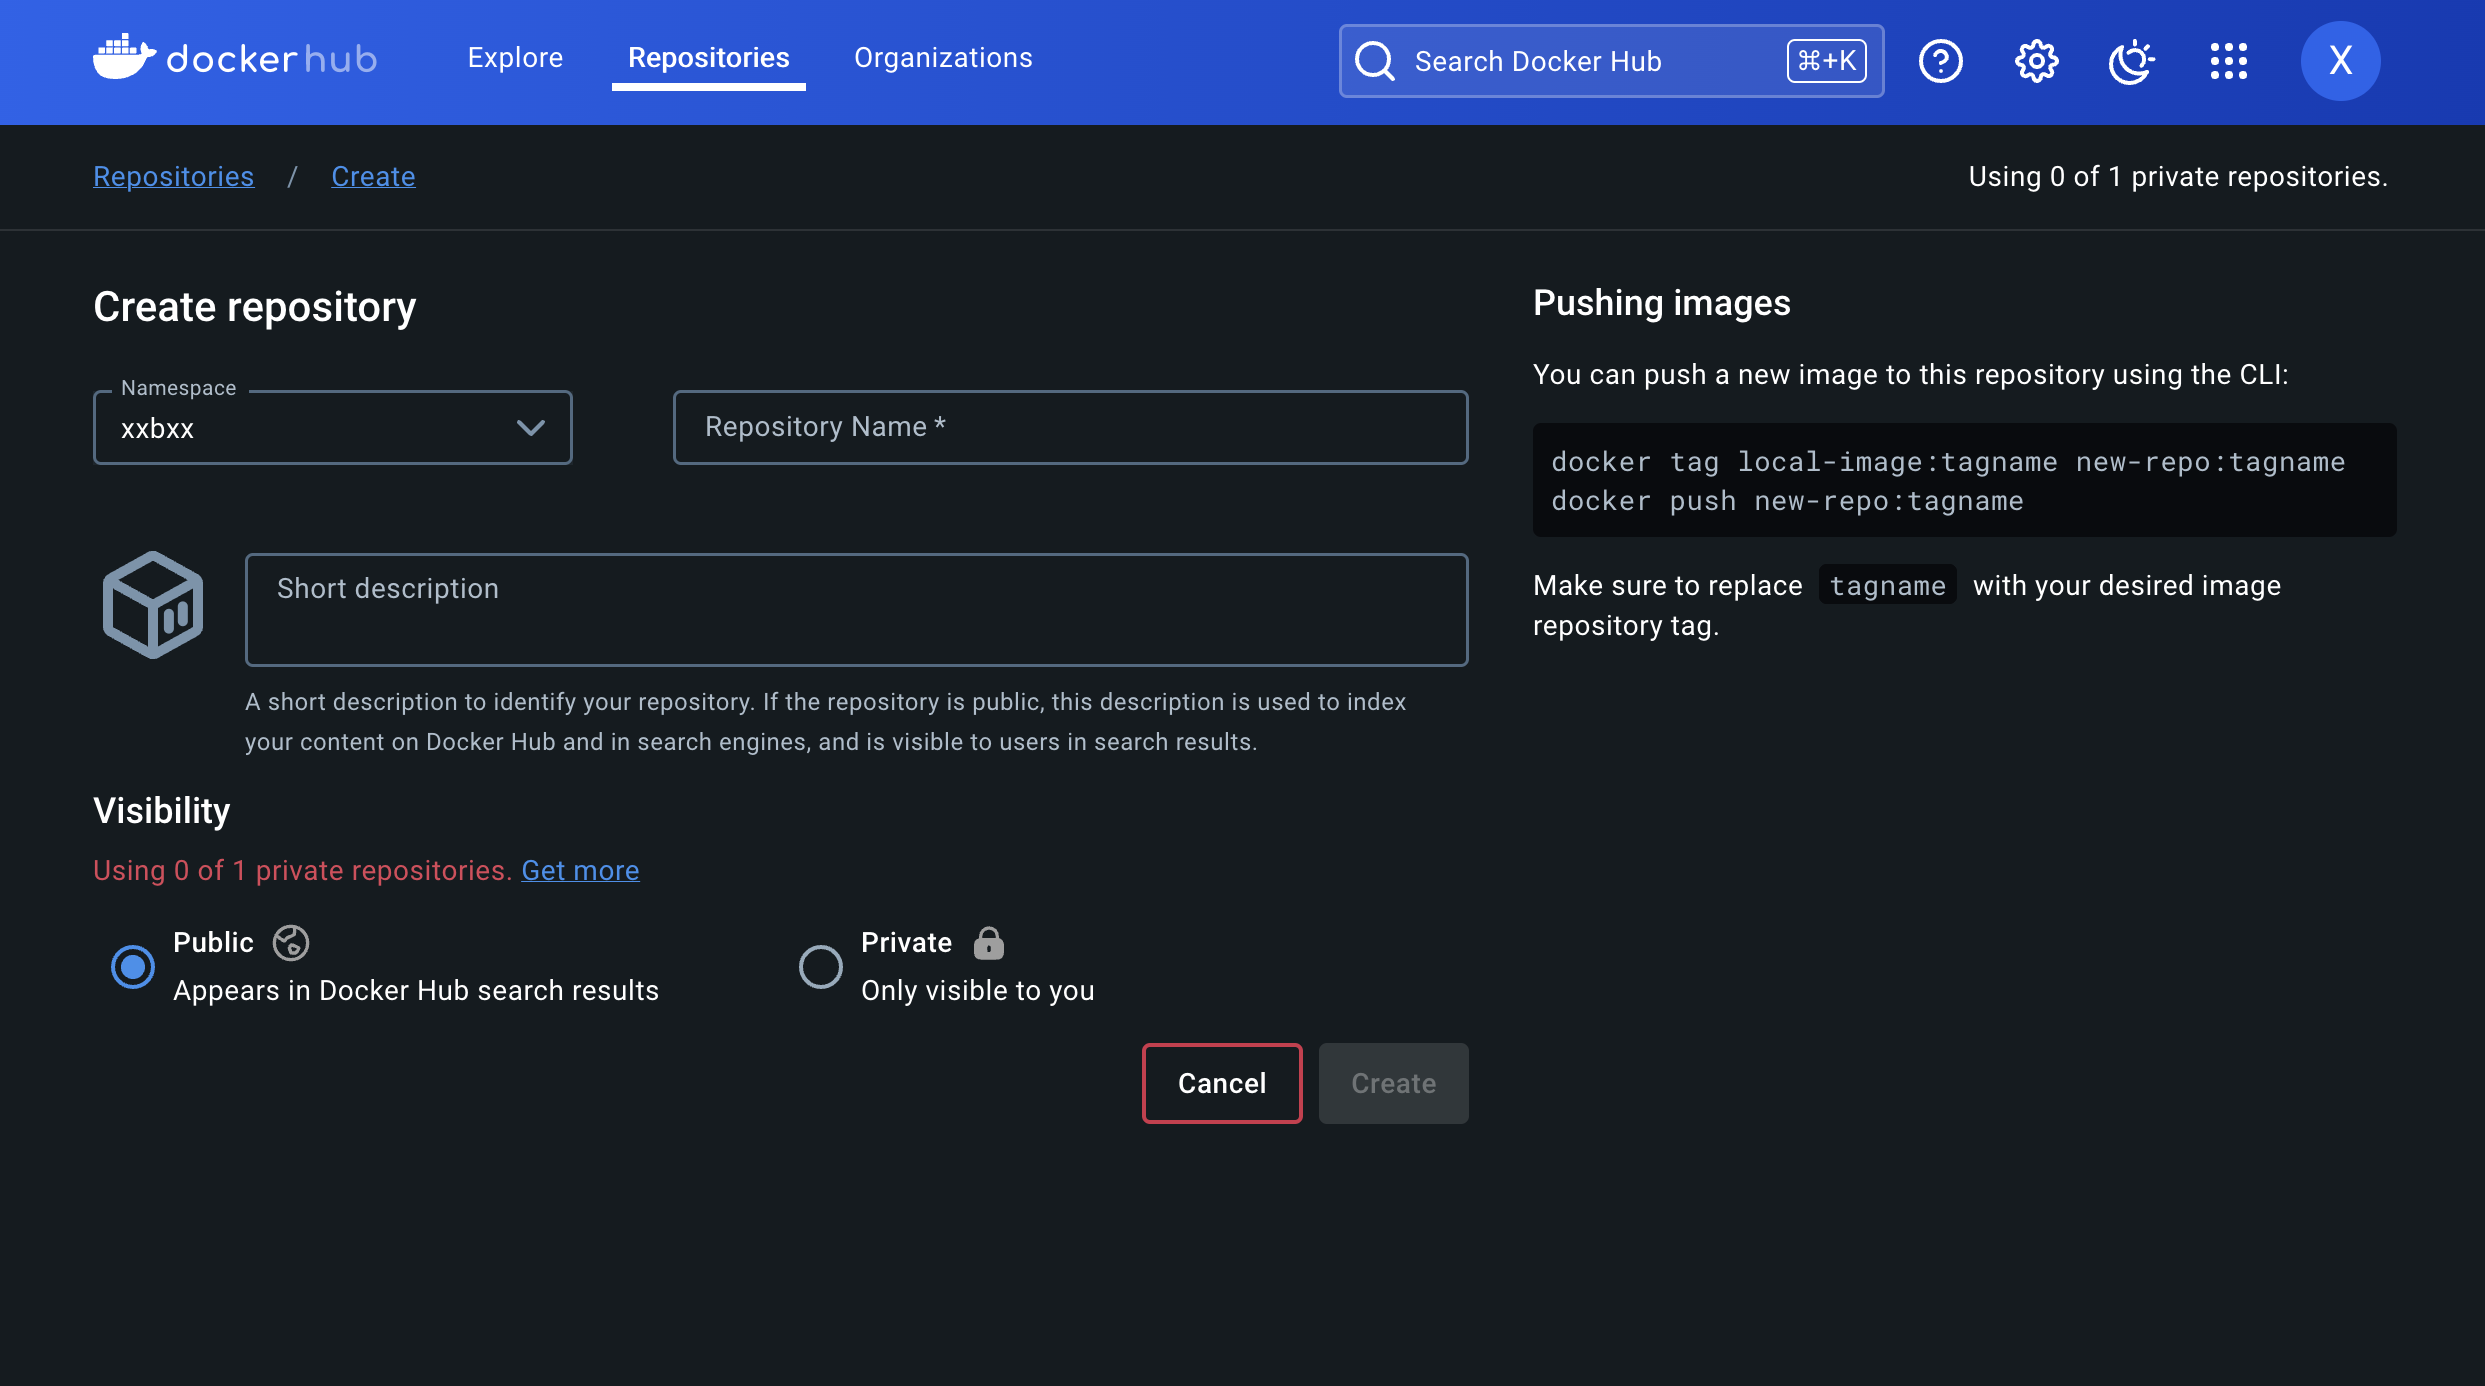 dockerhub
Explore
Repositories
Organizations
Search Docker Hub
⌘+K
X
Repositories / Create
Using 0 of 1 private repositories.
Create repository
Namespace
xxbxx
Repository Name *
Short description
A short description to identify your repository. If the repository is public, this description is used to index
your content on Docker Hub and in search engines, and is visible to users in search results.
Visibility
Using 0 of 1 private repositories. Get more
Public
Appears in Docker Hub search results
Private
Only visible to you
Cancel
Create
Pushing images
You can push a new image to this repository using the CLI:
docker tag local-image:tagname new-repo:tagname
docker push new-repo:tagname
Make sure to replace tagname with your desired image
repository tag.